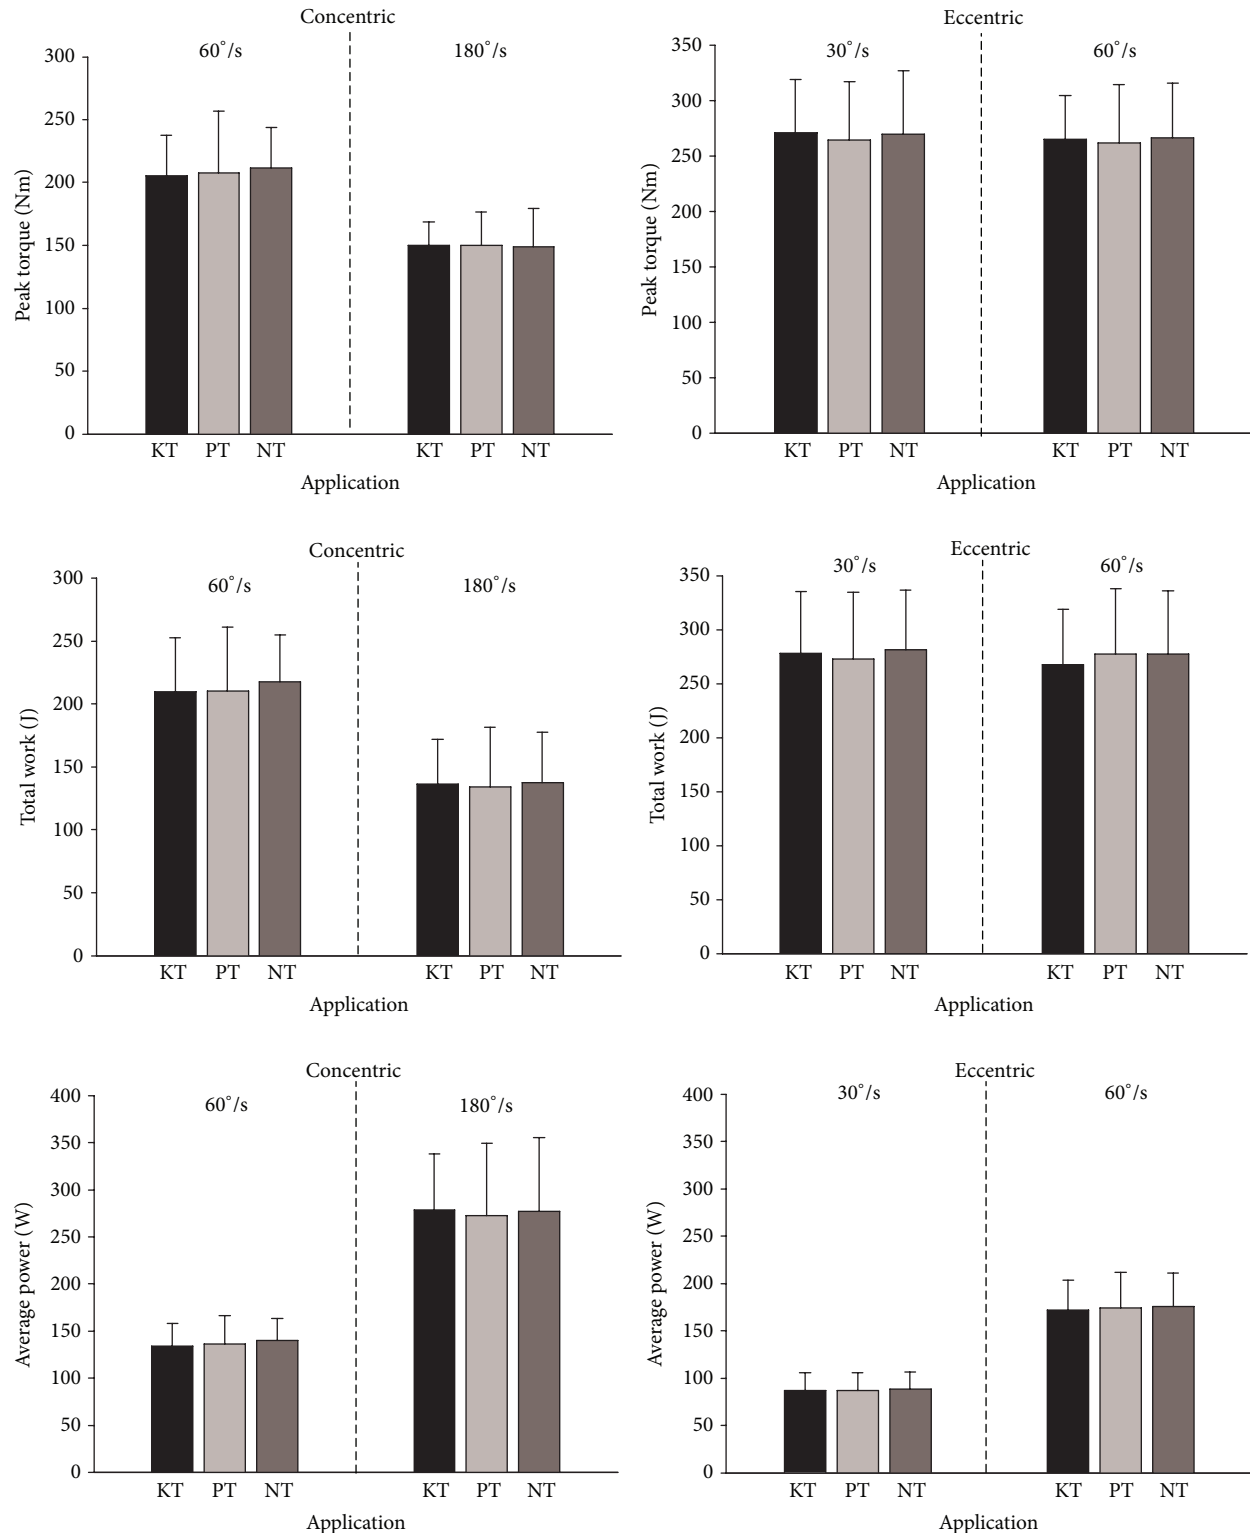 Concentric
60°/s 180°/s
Peak torque (Nm)
300
250
200
150
100
50
0
KT PT NT KT PT NT
Application
Eccentric
30°/s 60°/s
Peak torque (Nm)
350
300
250
200
150
100
50
0
KT PT NT KT PT NT
Application
Concentric
60°/s 180°/s
Total work (J)
300
250
200
150
100
50
0
KT PT NT KT PT NT
Application
Eccentric
30°/s 60°/s
Total work (J)
350
300
250
200
150
100
50
0
KT PT NT KT PT NT
Application
Concentric
60°/s 180°/s
Average power (W)
400
350
300
250
200
150
100
50
0
KT PT NT KT PT NT
Application
Eccentric
30°/s 60°/s
Average power (W)
400
350
300
250
200
150
100
50
0
KT PT NT KT PT NT
Application